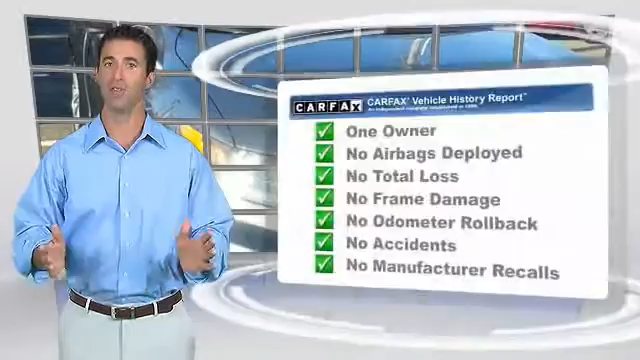 CARFAX CARFAX Vehicle History Report™
One Owner
No Airbags Deployed
No Total Loss
No Frame Damage
No Odometer Rollback
No Accidents
No Manufacturer Recalls